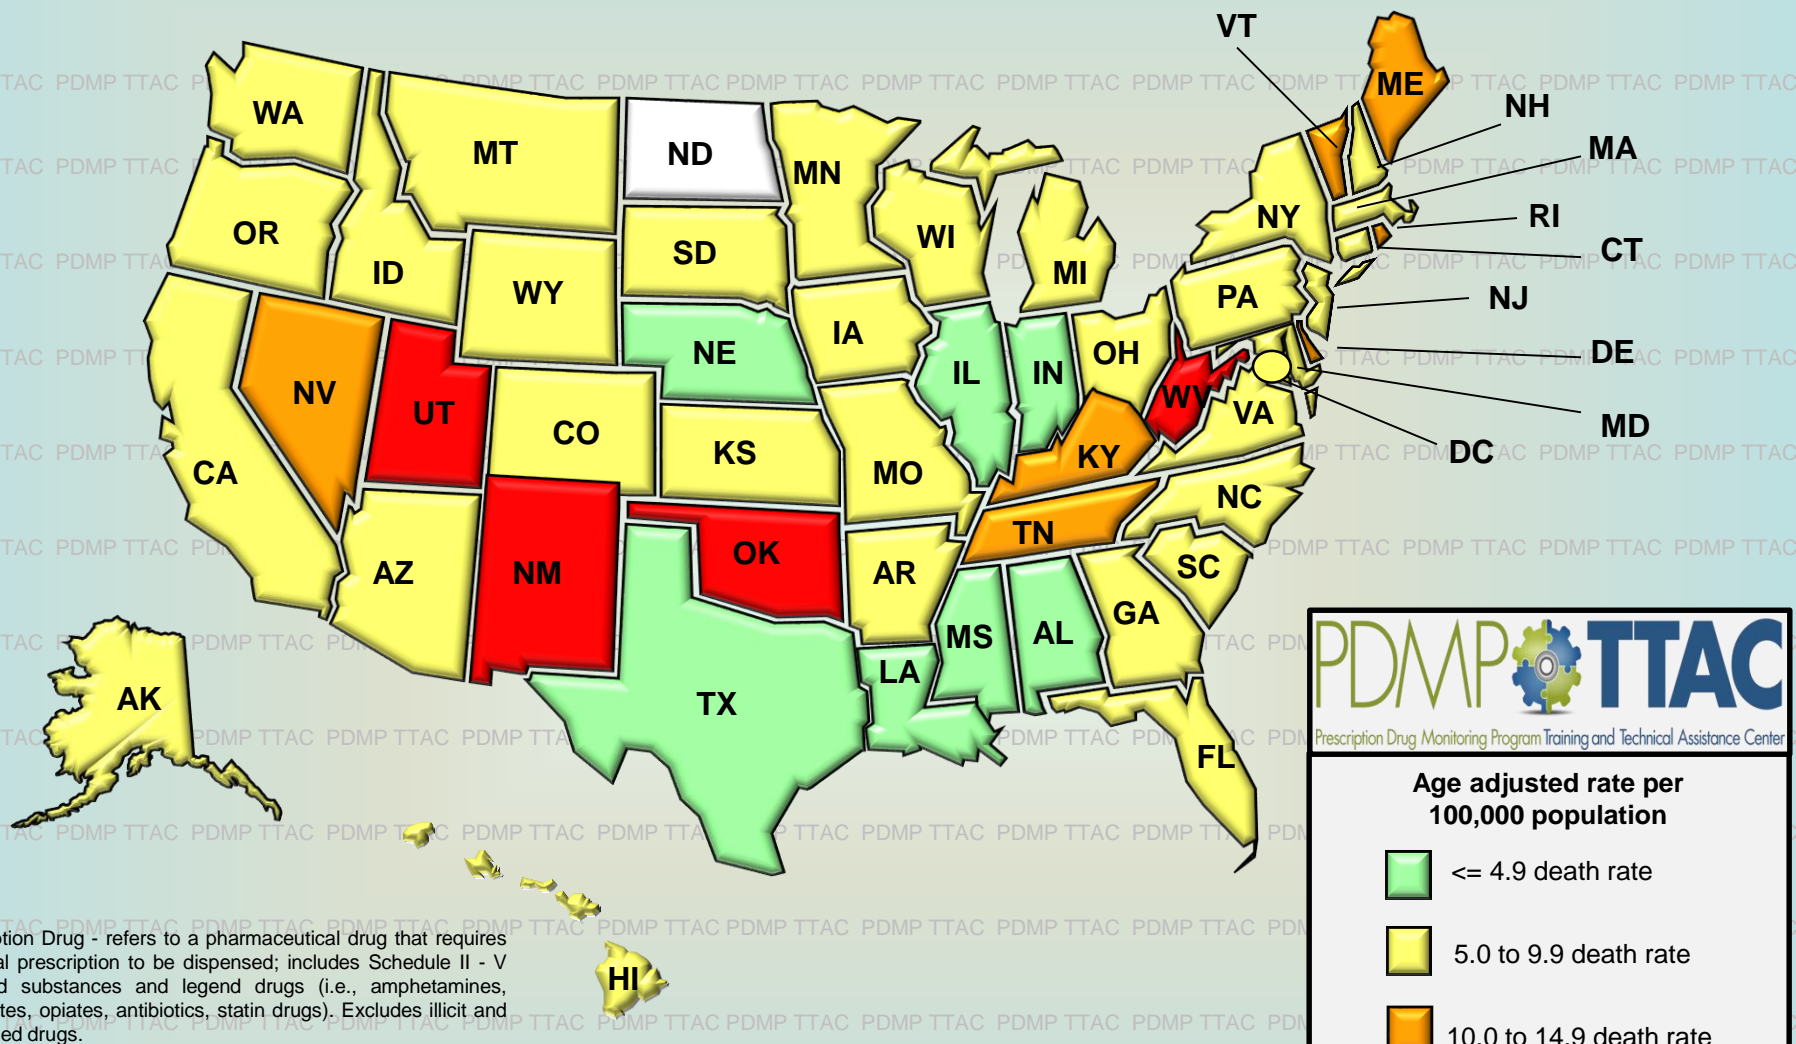 VT
ME
NH
MA
RI
CT
NJ
DE
MD
DC
WA
MT
ND
MN
OR
ID
WY
SD
WI
MI
NY
PA
NE
IA
IL
IN
OH
WV
VA
NV
UT
CO
KS
MO
KY
NC
CA
AZ
NM
OK
AR
TN
SC
TX
LA
MS
AL
GA
FL
AK
HI
PDMP TTAC
Prescription Drug Monitoring Program Training and Technical Assistance Center
Age adjusted rate per
100,000 population
<= 4.9 death rate
5.0 to 9.9 death rate
10.0 to 14.9 death rate
Drug - refers to a pharmaceutical drug that requires
prescription to be dispensed; includes Schedule II - V
substances and legend drugs (i.e., amphetamines,
opiates, antibiotics, statin drugs). Excludes illicit and
drugs.